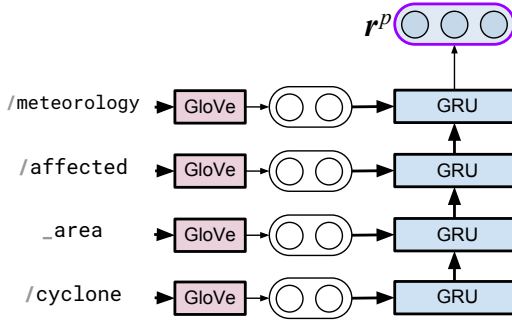 r^p
/meteorology GloVe GRU
/affected GloVe GRU
_area GloVe GRU
/cyclone GloVe GRU